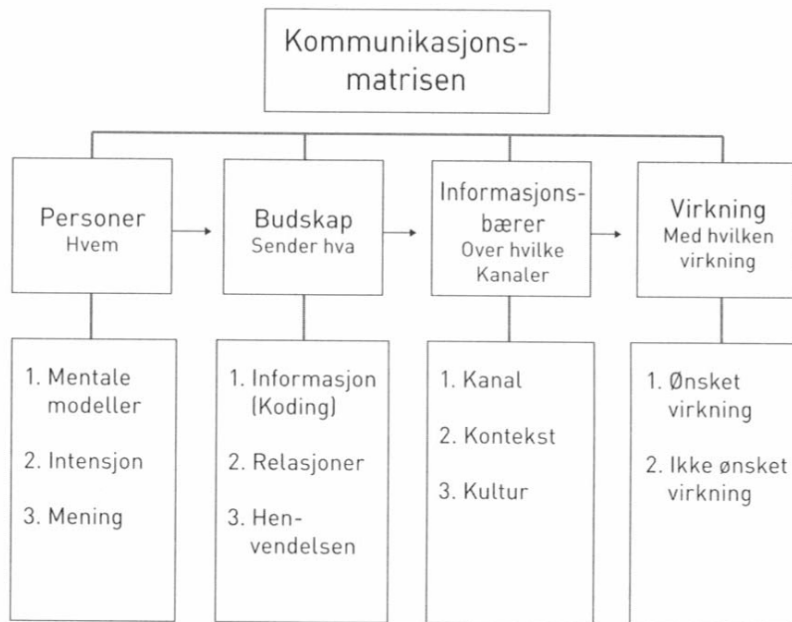 Kommunikasjons-
matrisen
Personer
Hvem
Budskap
Sender hva
Informasjons-
bærer
Over hvilke
Kanaler
Virkning
Med hvilken
virkning
1. Mentale
modeller
2. Intensjon
3. Mening
1. Informasjon
(Koding)
2. Relasjoner
3. Hen-
vendelsen
1. Kanal
2. Kontekst
3. Kultur
1. Ønsket
virkning
2. Ikke ønsket
virkning